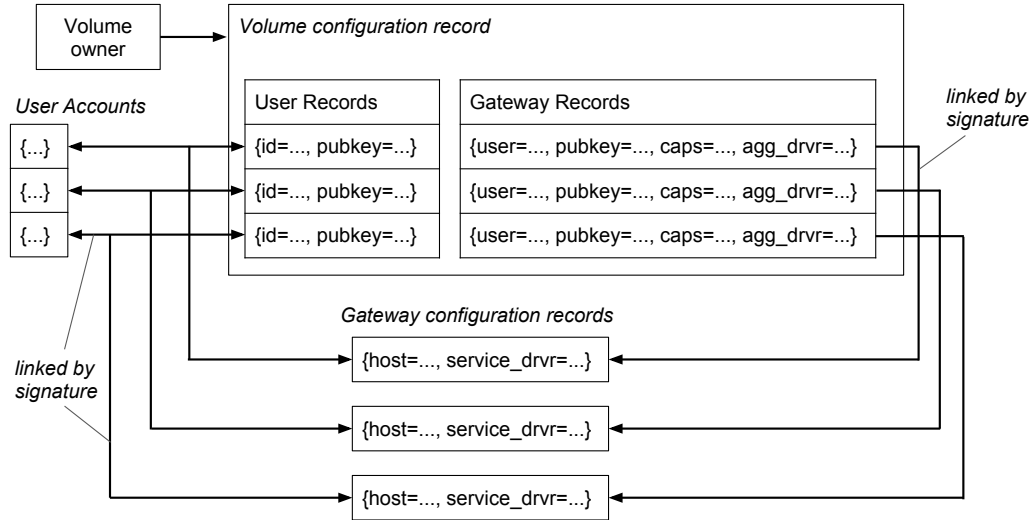 Volume
owner
Volume configuration record
User Accounts
{...}
{...}
{...}
User Records
{id=..., pubkey=...}
{id=..., pubkey=...}
{id=..., pubkey=...}
Gateway Records
{user=..., pubkey=..., caps=..., agg_drvr=...}
{user=..., pubkey=..., caps=..., agg_drvr=...}
{user=..., pubkey=..., caps=..., agg_drvr=...}
linked by
signature
Gateway configuration records
{host=..., service_drvr=...}
{host=..., service_drvr=...}
{host=..., service_drvr=...}
linked by
signature